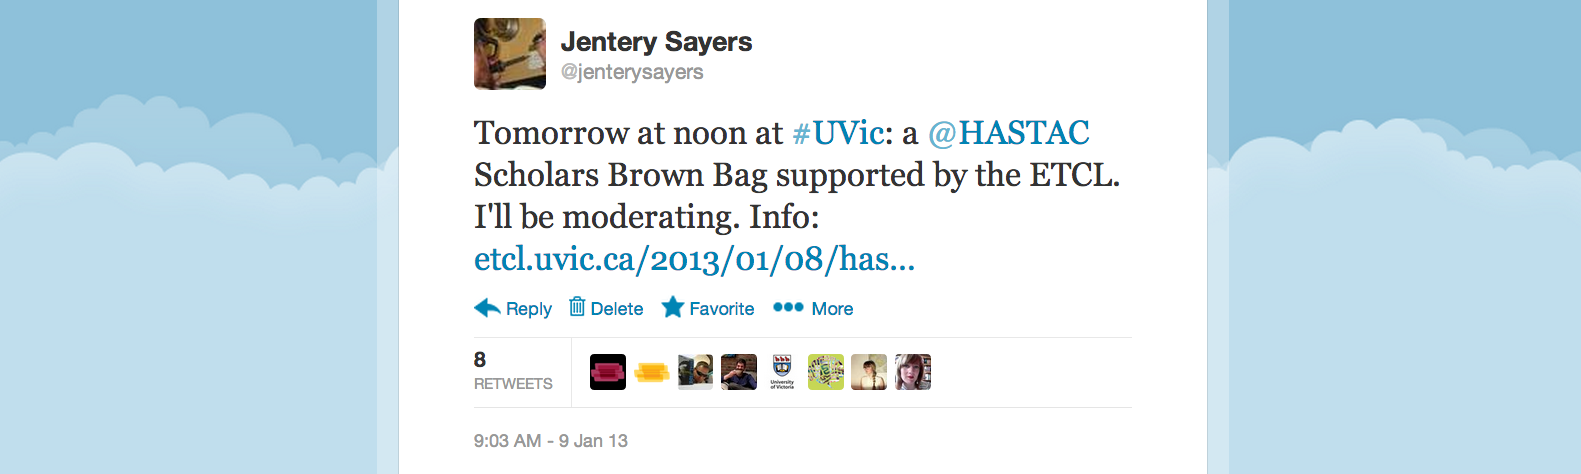 Jentery Sayers
@jenterysayers
Tomorrow at noon at #UVic: a @HASTAC
Scholars Brown Bag supported by the ETCL.
I'll be moderating. Info:
etcl.uvic.ca/2013/01/08/has...
Reply Delete Favorite More
8
RETWEETS
University
of Victoria
9:03 AM - 9 Jan 13